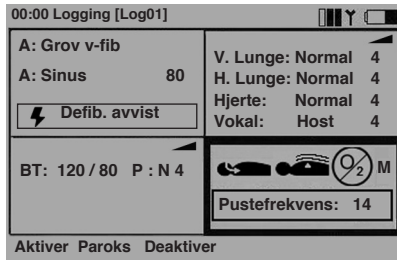 00:00 Logging [Log01]
A: Grov v-fib
A: Sinus 80
Defib. avvist
V. Lunge: Normal 4
H. Lunge: Normal 4
Hjerte: Normal 4
Vokal: Host 4
BT: 120 / 80 P : N 4
O2 M
Pustefrekvens: 14
Aktiver Paroks Deaktiver